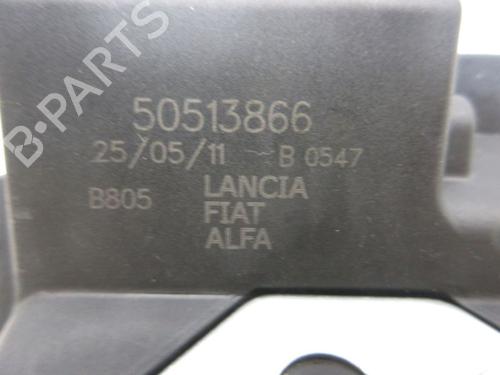 B-PARTS
50513866
25/05/11 B 0547
B805 LANCIA
FIAT
ALFA